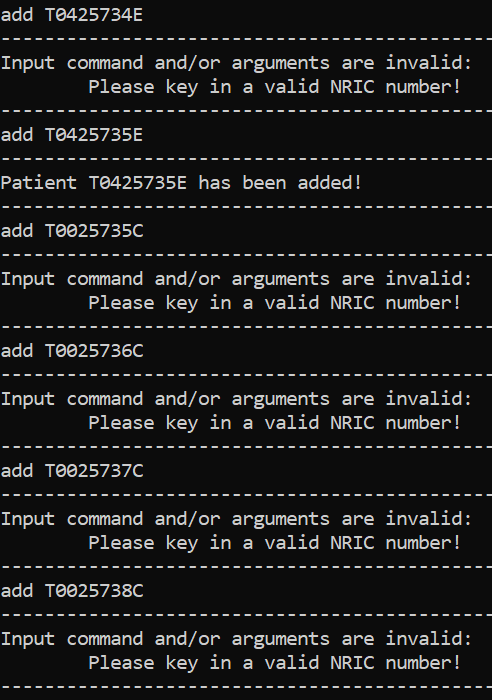 add T0425734E
---------------------------------------------
Input command and/or arguments are invalid:
        Please key in a valid NRIC number!
---------------------------------------------
add T0425735E
---------------------------------------------
Patient T0425735E has been added!
---------------------------------------------
add T0025735C
---------------------------------------------
Input command and/or arguments are invalid:
        Please key in a valid NRIC number!
---------------------------------------------
add T0025736C
---------------------------------------------
Input command and/or arguments are invalid:
        Please key in a valid NRIC number!
---------------------------------------------
add T0025737C
---------------------------------------------
Input command and/or arguments are invalid:
        Please key in a valid NRIC number!
---------------------------------------------
add T0025738C
---------------------------------------------
Input command and/or arguments are invalid:
        Please key in a valid NRIC number!
---------------------------------------------